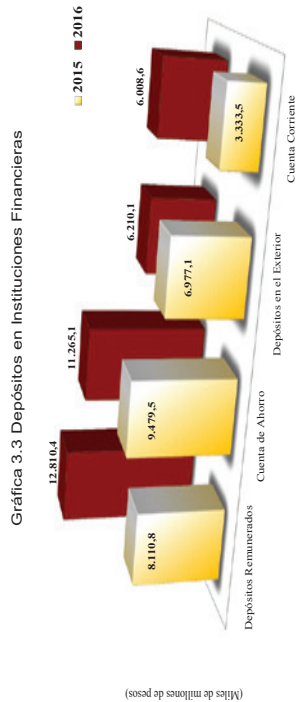 Gráfica 3.3 Depósitos en Instituciones Financieras
2015
2016
(Miles de millones de pesos)
12.810,4
11.265,1
6.210,1
6.008,6
8.110,8
9.479,5
6.977,1
3.333,5
Depósitos Remunerados
Cuenta de Ahorro
Depósitos en el Exterior
Cuenta Corriente